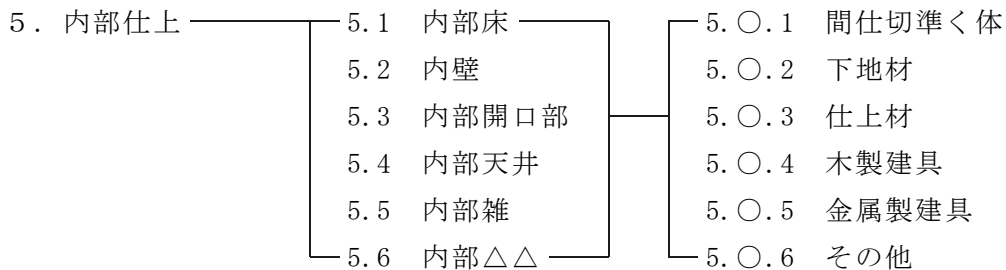 5. 内部仕上 5.1 内部床 5.○.1 間仕切準く体
5.2 内壁 5.○.2 下地材
5.3 内部開口部 5.○.3 仕上材
5.4 内部天井 5.○.4 木製建具
5.5 内部雑 5.○.5 金属製建具
5.6 内部△△ 5.○.6 その他